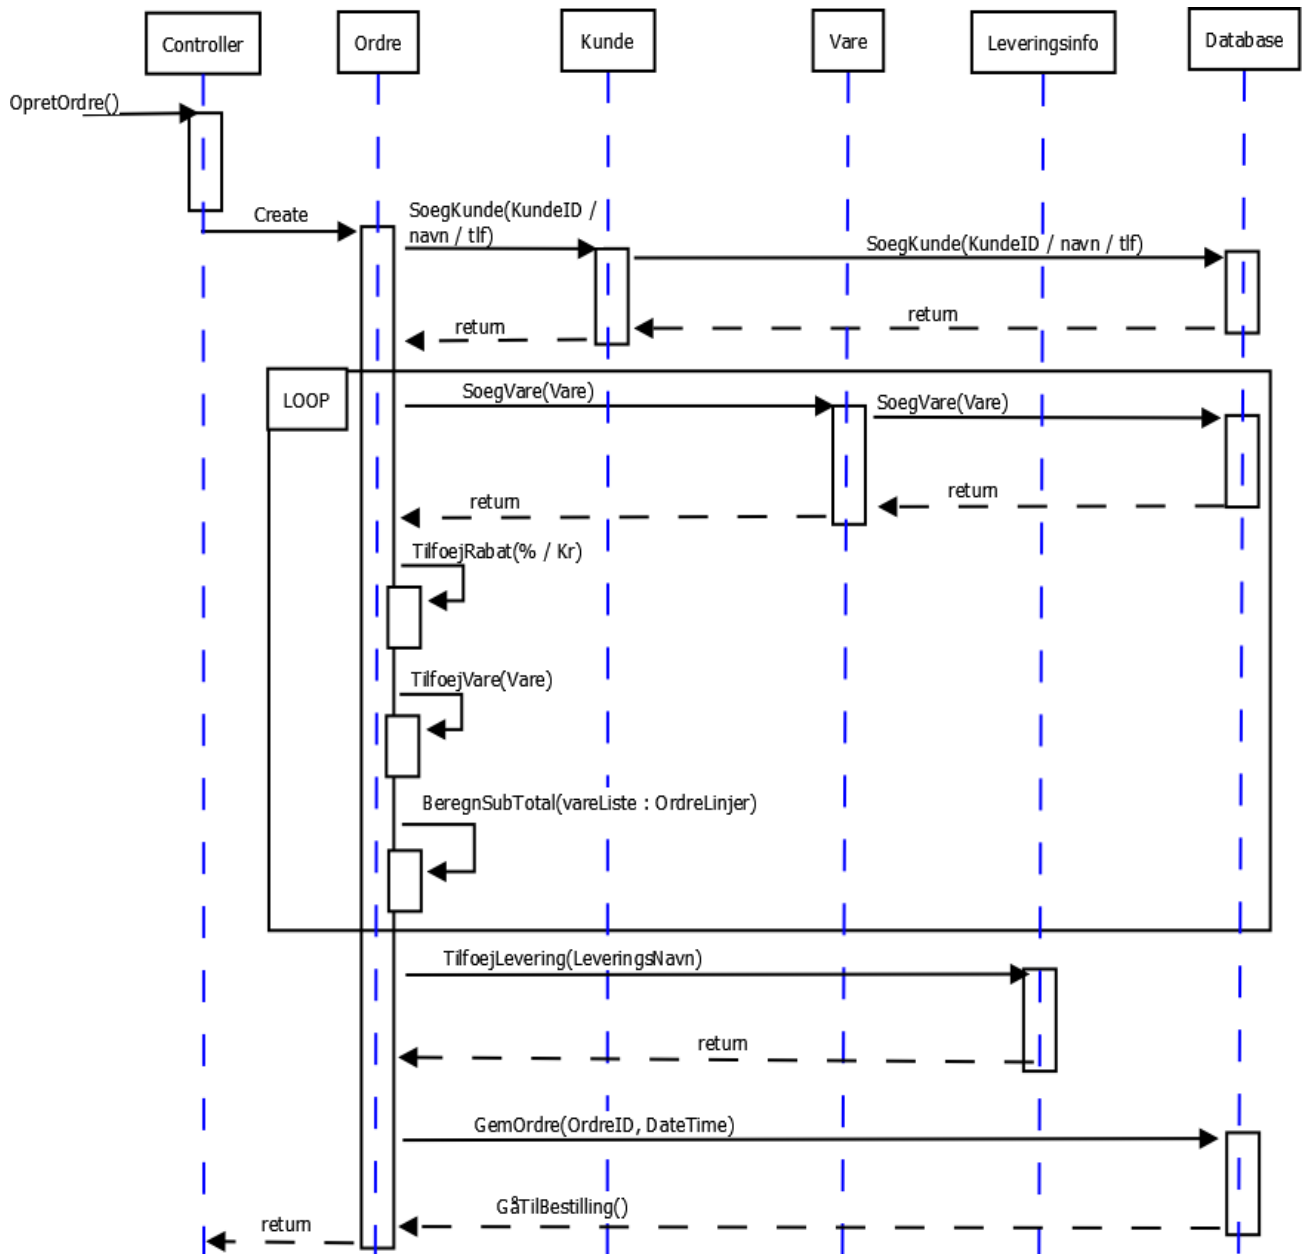 Controller
Ordre
Kunde
Vare
Leveringsinfo
Database
OpretOrdre()
Create
SoegKunde(KundeID /
navn / tlf)
SoegKunde(KundeID / navn / tlf)
return
return
LOOP
SoegVare(Vare)
SoegVare(Vare)
return
return
TilfoejRabat(% / Kr)
TilfoejVare(Vare)
BeregnSubTotal(vareListe : OrdreLinjer)
TilfoejLevering(LeveringsNavn)
return
GemOrdre(OrdreID, DateTime)
GåTilBestilling()
return